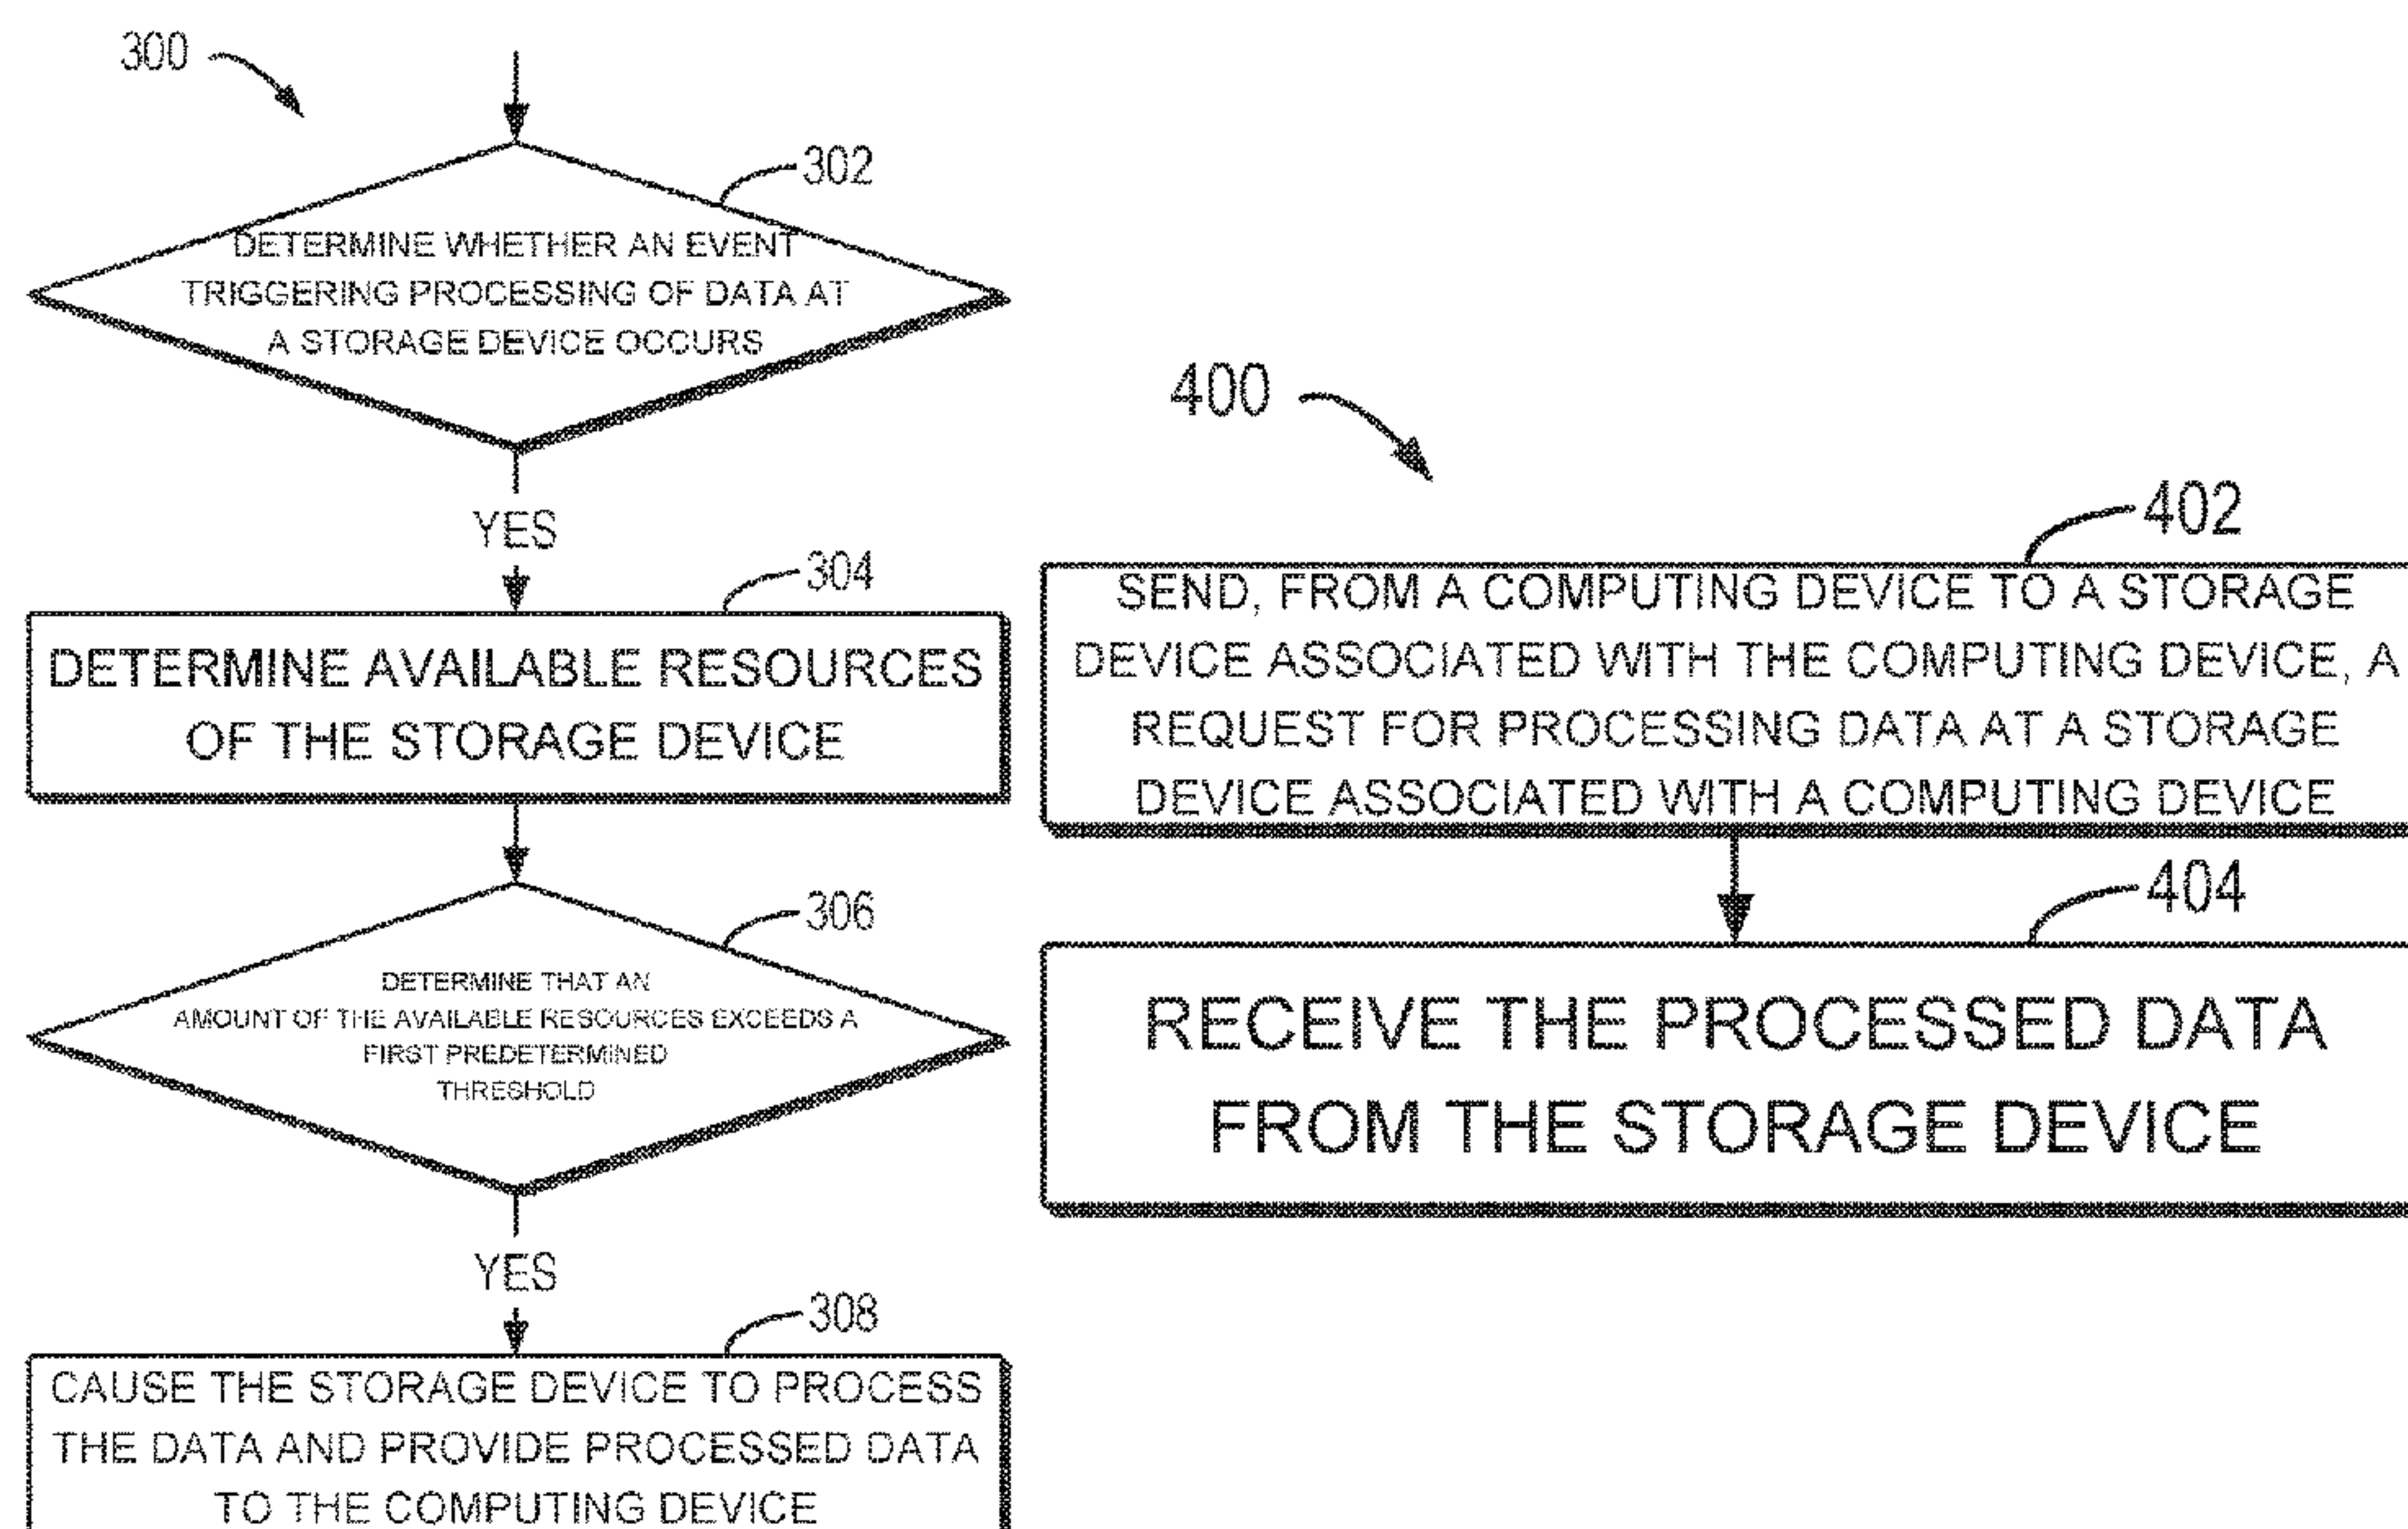 300
302
DETERMINE WHETHER AN EVENT
TRIGGERING PROCESSING OF DATA AT
A STORAGE DEVICE OCCURS
YES
304
DETERMINE AVAILABLE RESOURCES
OF THE STORAGE DEVICE
306
DETERMINE THAT AN
AMOUNT OF THE AVAILABLE RESOURCES EXCEEDS A
FIRST PREDETERMINED
THRESHOLD
YES
308
CAUSE THE STORAGE DEVICE TO PROCESS
THE DATA AND PROVIDE PROCESSED DATA
TO THE COMPUTING DEVICE
400
402
SEND, FROM A COMPUTING DEVICE TO A STORAGE
DEVICE ASSOCIATED WITH THE COMPUTING DEVICE, A
REQUEST FOR PROCESSING DATA AT A STORAGE
DEVICE ASSOCIATED WITH A COMPUTING DEVICE
404
RECEIVE THE PROCESSED DATA
FROM THE STORAGE DEVICE